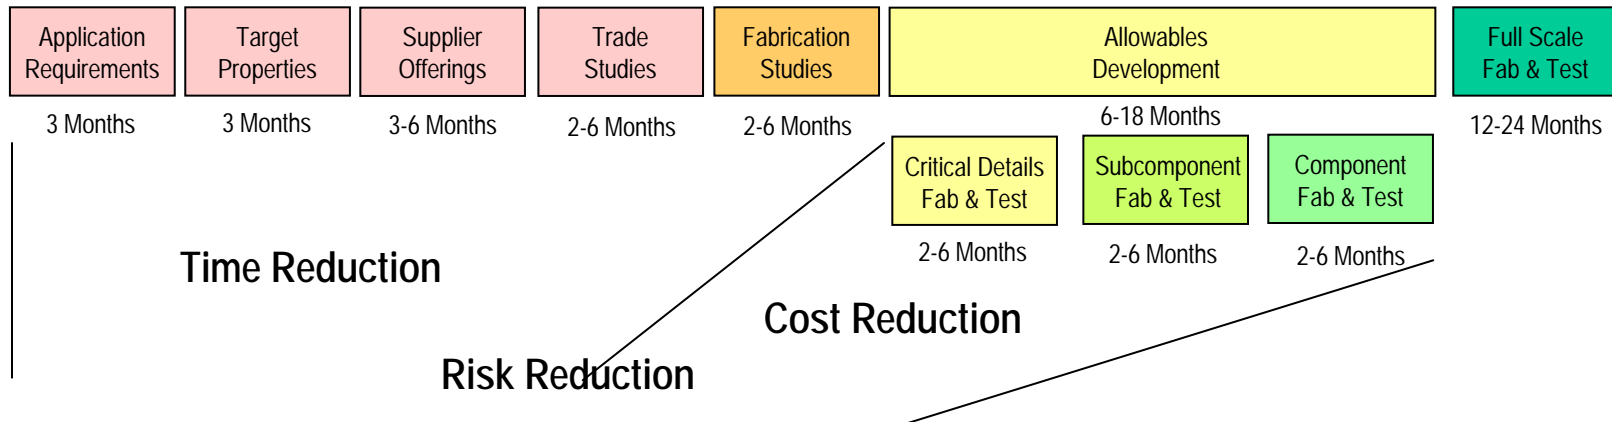 Application
Requirements
Target
Properties
Supplier
Offerings
Trade
Studies
Fabrication
Studies
Allowables
Development
Full Scale
Fab & Test
3 Months
3 Months
3-6 Months
2-6 Months
2-6 Months
6-18 Months
12-24 Months
Critical Details
Fab & Test
Subcomponent
Fab & Test
Component
Fab & Test
2-6 Months
2-6 Months
2-6 Months
Time Reduction
Cost Reduction
Risk Reduction